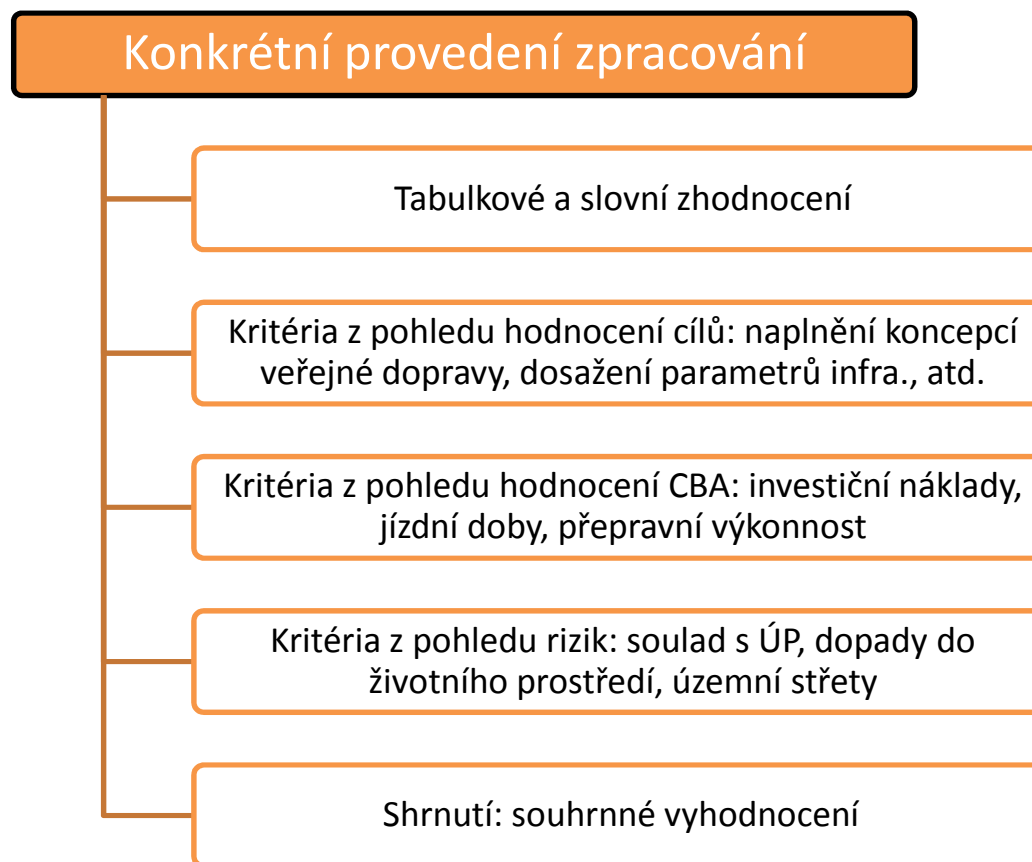 Konkrétní provedení zpracování
Tabulkové a slovní zhodnocení
Kritéria z pohledu hodnocení cílů: naplnění koncepcí
veřejné dopravy, dosažení parametrů infra., atd.
Kritéria z pohledu hodnocení CBA: investiční náklady,
jízdní doby, přepravní výkonnost
Kritéria z pohledu rizik: soulad s ÚP, dopady do
životního prostředí, územní střety
Shrnutí: souhrnné vyhodnocení